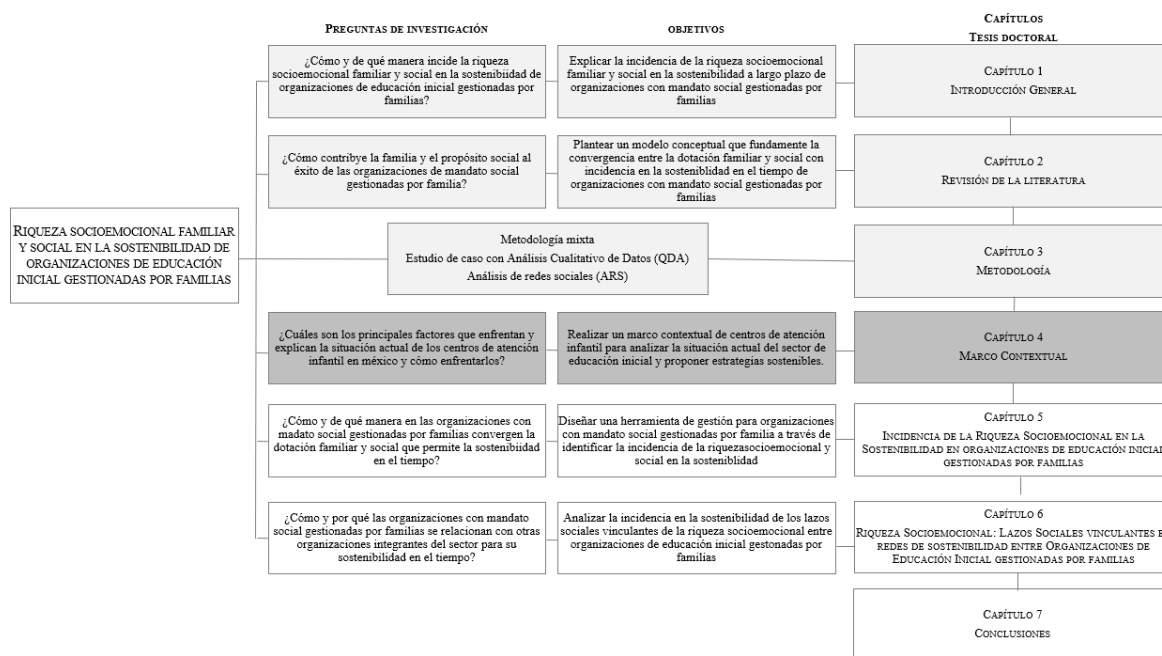 PREGUNTAS DE INVESTIGACIÓN
OBJETIVOS
CAPÍTULOS
TESIS DOCTORAL
¿Cómo y de qué manera incide la riqueza
socioemocional familiar y social en la sostenibiidad de
organizaciones de educación inicial gestionadas por
familias?
Explicar la incidencia de la riqueza socioemocional
familiar y social en la sostenibilidad a largo plazo de
organizaciones con mandato social gestionadas por
familias
CAPÍTULO 1
INTRODUCCIÓN GENERAL
¿Cómo contribye la familia y el propósito social al
éxito de las organizaciones de mandato social
gestionadas por familia?
Plantear un modelo conceptual que fundamente la
convergencia entre la dotación familiar y social con
incidencia en la sosteniblidad en el tiempo de
organizaciones con mandato social gestionadas por
familias
CAPÍTULO 2
REVISIÓN DE LA LITERATURA
RIQUEZA SOCIOEMOCIONAL FAMILIAR
Y SOCIAL EN LA SOSTENIBILIDAD DE
ORGANIZACIONES DE EDUCACIÓN
INICIAL GESTIONADAS POR FAMILIAS
Metodología mixta
Estudio de caso con Análisis Cualitativo de Datos (QDA)
Análisis de redes sociales (ARS)
CAPÍTULO 3
METODOLOGÍA
¿Cuáles son los principales factores que enfrentan y
explican la situación actual de los centros de atención
infantil en méxico y cómo enfrentarlos?
Realizar un marco contextual de centros de atención
infantil para analizar la situación actual del sector de
educación inicial y proponer estrategias sostenibles.
CAPÍTULO 4
MARCO CONTEXTUAL
¿Cómo y de qué manera en las organizaciones con
madato social gestionadas por familias convergen la
dotación familiar y social que permite la sostenibiidad
en el tiempo?
Diseñar una herramienta de gestión para organizaciones
con mandato social gestionadas por familia a través de
identificar la incidencia de la riquezasocioemocional y
social en la sosteniblidad
CAPÍTULO 5
INCIDENCIA DE LA RIQUEZA SOCIOEMOCIONAL EN LA
SOSTENIBILIDAD EN ORGANIZACIONES DE EDUCACIÓN INICIAL
GESTIONADAS POR FAMILIAS
¿Cómo y por qué las organizaciones con mandato
social gestionadas por familias se relacionan con otras
organizaciones integrantes del sector para su
sostenibilidad en el tiempo?
Analizar la incidencia en la sostenibilidad de los lazos
sociales vinculantes de la riqueza socioemocional entre
organizaciones de educación inicial gestonadas por
familias
CAPÍTULO 6
RIQUEZA SOCIOEMOCIONAL: LAZOS SOCIALES VINCULANTES E
REDES DE SOSTENIBILIDAD ENTRE ORGANIZACIONES DE
EDUCACIÓN INICIAL GESTIONADAS POR FAMILIAS
CAPÍTULO 7
CONCLUSIONES